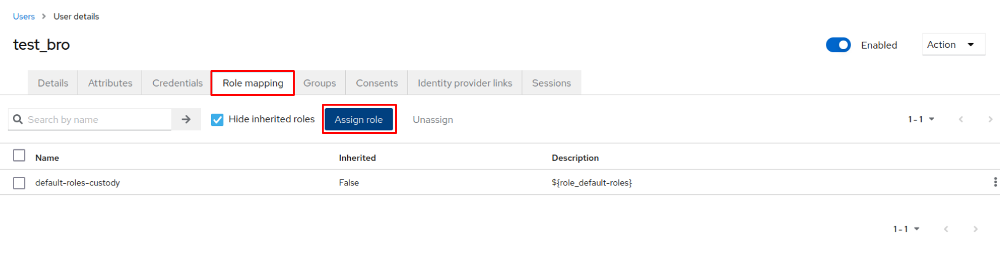 Users > User details
test_bro
Enabled Action
Details Attributes Credentials Role mapping Groups Consents Identity provider links Sessions
Search by name Hide inherited roles Assign role Unassign 1 - 1
Name Inherited Description
default-roles-custody False ${role_default-roles}
1 - 1